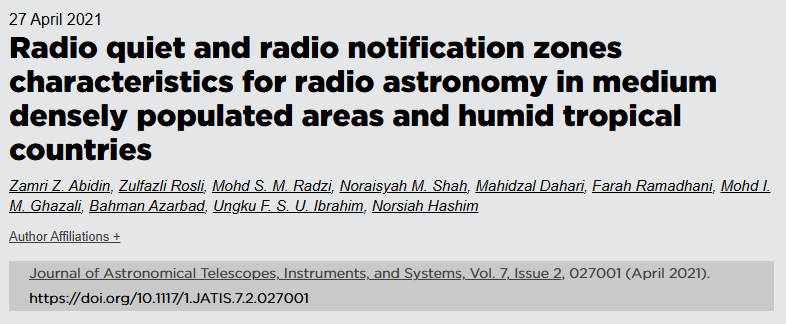 27 April 2021
Radio quiet and radio notification zones
characteristics for radio astronomy in medium
densely populated areas and humid tropical
countries
Zamri Z. Abidin, Zulfazli Rosli, Mohd S. M. Radzi, Noraisyah M. Shah, Mahidzal Dahari, Farah Ramadhani, Mohd I.
M. Ghazali, Bahman Azarbad, Ungku F. S. U. Ibrahim, Norsiah Hashim
Author Affiliations +
Journal of Astronomical Telescopes, Instruments, and Systems, Vol. 7, Issue 2, 027001 (April 2021).
https://doi.org/10.1117/1.JATIS.7.2.027001